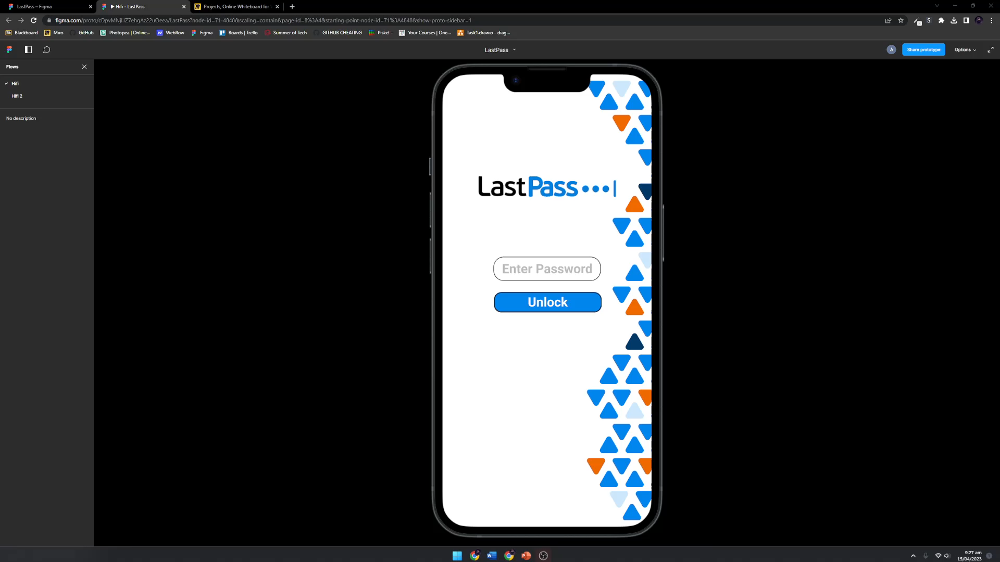 LastPass – Figma
▶ Hifi - LastPass
Projects, Online Whiteboard for
figma.com/proto/cDpvMNjHZ7ehgAz22uOeea/LastPass?node-id=71-4848&scaling=contain&page-id=8%3A4&starting-point-node-id=71%3A4848&show-proto-sidebar=1
Blackboard
Miro
GitHub
Photopea | Online...
Webflow
Figma
Boards | Trello
Summer of Tech
GITHUB CHEATING
Piskel -
Your Courses | One...
Task1.drawio - diag...
LastPass
A
Share prototype
Options
Flows
Hifi
Hifi 2
No description
LastPass•••|
Enter Password
Unlock
9:27 am
15/04/2023